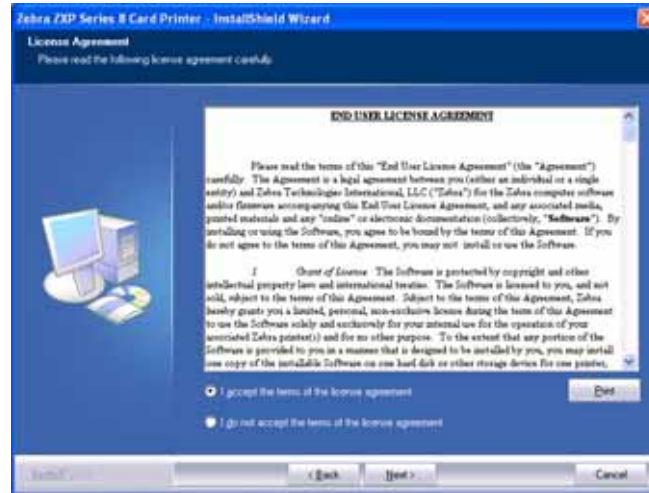 Zebra ZXP Series 8 Card Printer - InstallShield Wizard
License Agreement
Please read the following license agreement carefully.
END USER LICENSE AGREEMENT
Please read the terms of this "End User License Agreement" (the "Agreement")
carefully. The Agreement is a legal agreement between you (either an individual or a single
entity) and Zebra Technologies International, LLC ("Zebra") for the Zebra computer software
and/or firmware accompanying this End User License Agreement, and any associated media,
printed materials and any "online" or electronic documentation (collectively, "Software"). By
installing or using the Software, you agree to be bound by the terms of this Agreement. If you
do not agree to the terms of this Agreement, you may not install or use the Software.
1 Grant of License The Software is protected by copyright and other
intellectual property laws and international treaties. The Software is licensed to you, and not
sold, subject to the terms of this Agreement. Subject to the terms of this Agreement, Zebra
hereby grants you a limited, personal, non-exclusive license during the term of this Agreement
to use the Software solely and exclusively for your internal use for the operation of your
associated Zebra printer(s) and for no other purpose. To the extent that any portion of the
Software is provided to you in a manner that is designed to be installed by you, you may install
one copy of the installable Software on one hard disk or other storage device for one printer,
I accept the terms of the license agreement
Print
I do not accept the terms of the license agreement
InstallShield
< Back
Next >
Cancel